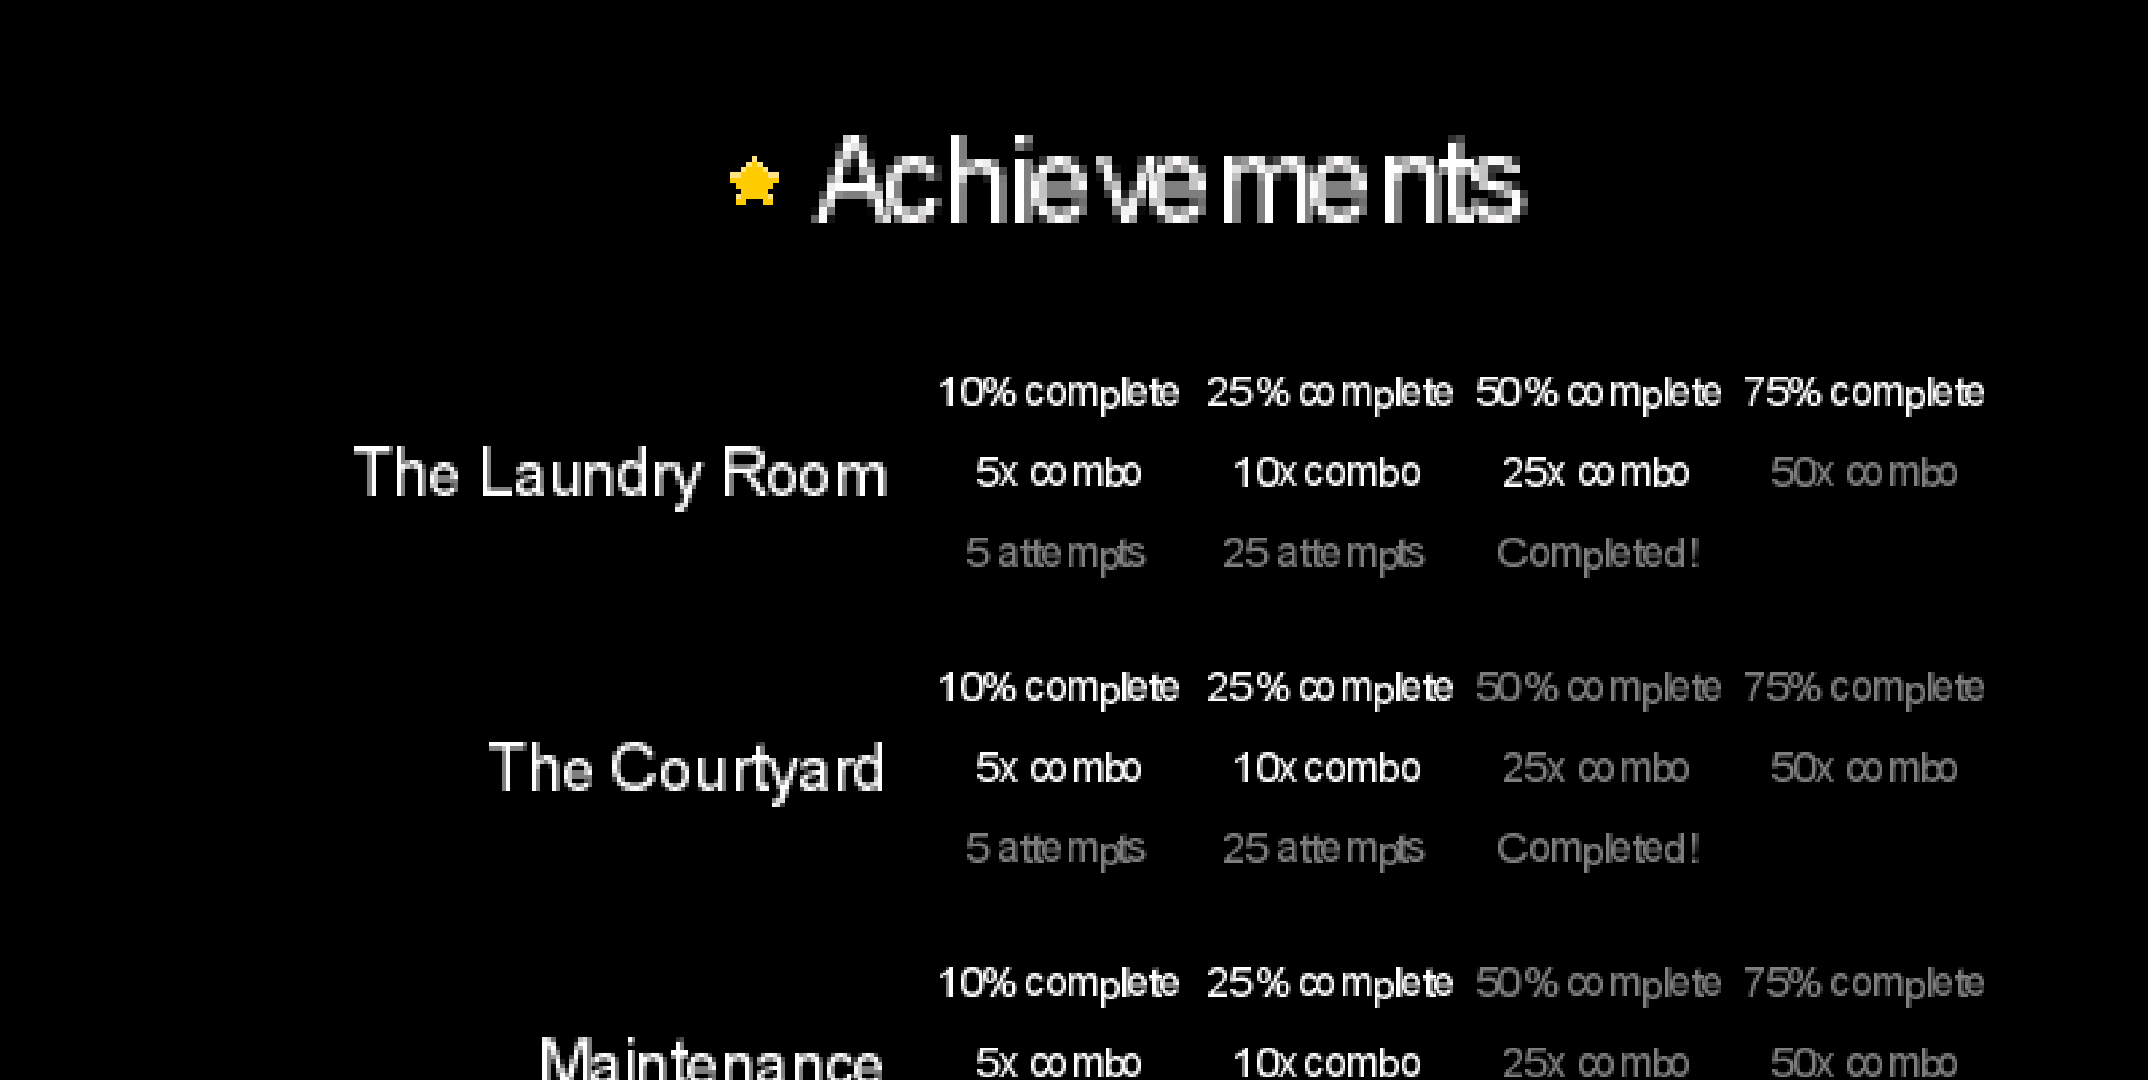 Achievements
10% complete 25% complete 50% complete 75% complete
The Laundry Room 5x combo 10x combo 25x combo 50x combo
5 attempts 25 attempts Completed!
10% complete 25% complete 50% complete 75% complete
The Courtyard 5x combo 10x combo 25x combo 50x combo
5 attempts 25 attempts Completed!
10% complete 25% complete 50% complete 75% complete
Maintenance 5x combo 10x combo 25x combo 50x combo